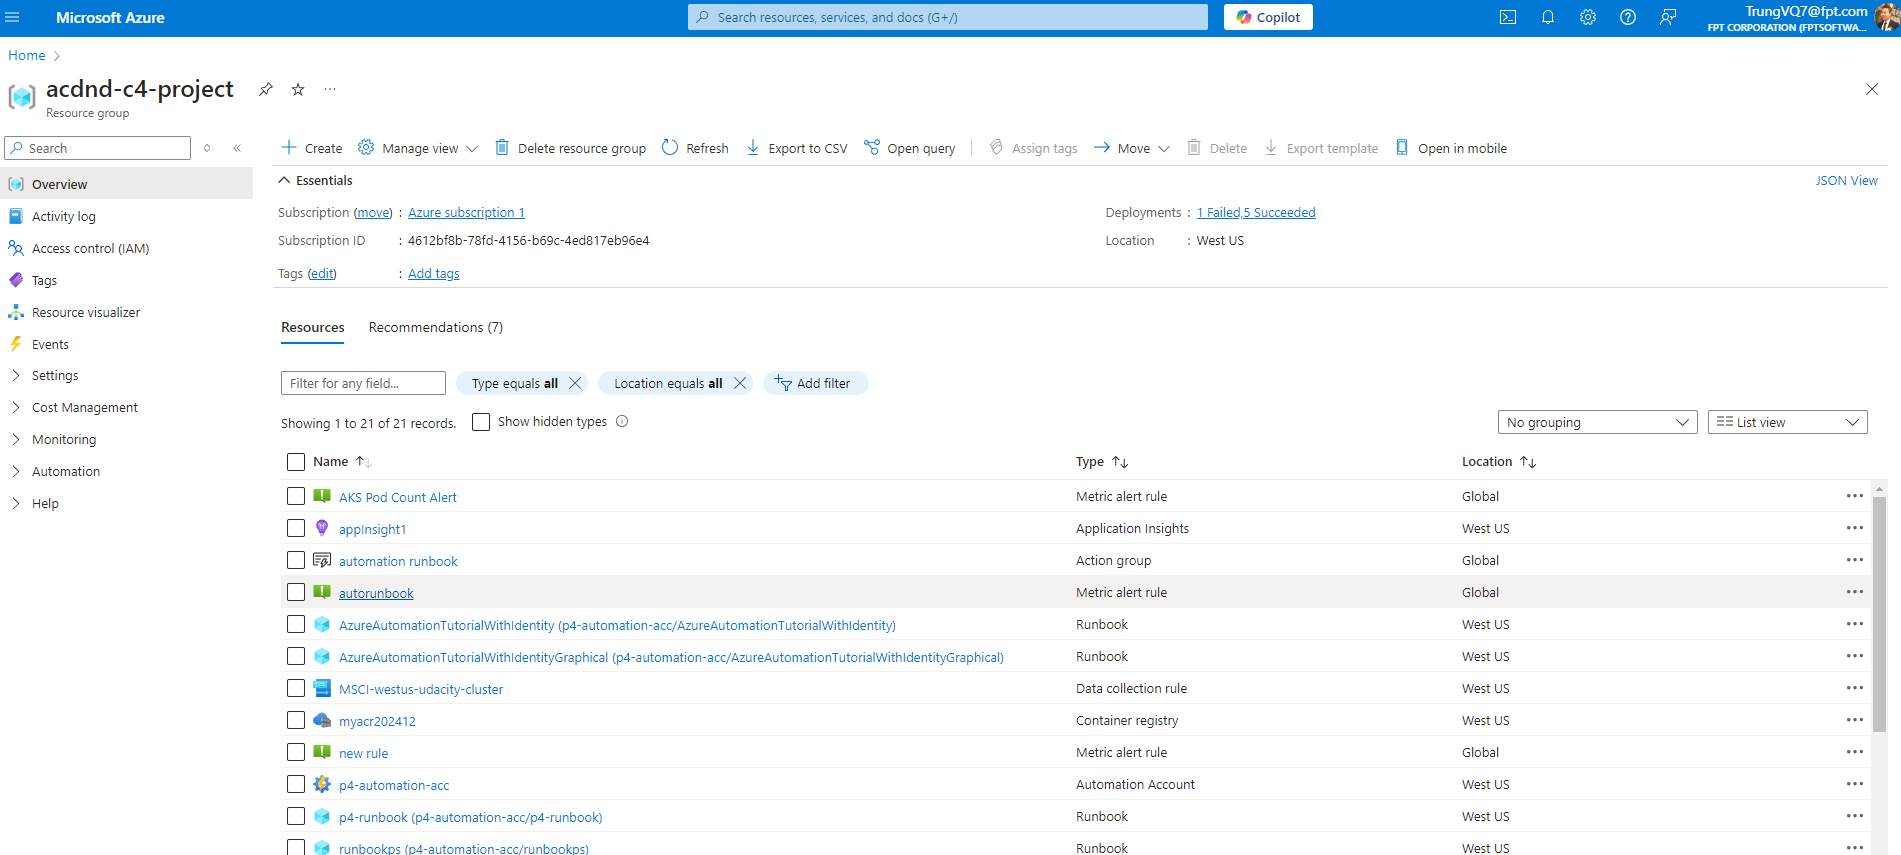 Microsoft Azure
Search resources, services, and docs (G+/)
Copilot
TrungVQ7@fpt.com
FPT CORPORATION (FPTSOFTWA...
Home
acdnd-c4-project
Resource group
Search
Overview
Activity log
Access control (IAM)
Tags
Resource visualizer
Events
Settings
Cost Management
Monitoring
Automation
Help
Create Manage view Delete resource group Refresh Export to CSV Open query Assign tags Move Delete Export template Open in mobile
Essentials
JSON View
Subscription (move) : Azure subscription 1
Subscription ID : 4612bf8b-78fd-4156-b69c-4ed817eb96e4
Tags (edit) : Add tags
Deployments : 1 Failed,5 Succeeded
Location : West US
Resources Recommendations (7)
Filter for any field... Type equals all Location equals all Add filter
Showing 1 to 21 of 21 records. Show hidden types No grouping List view
Name Type Location
AKS Pod Count Alert Metric alert rule Global
appInsight1 Application Insights West US
automation runbook Action group Global
autorunbook Metric alert rule Global
AzureAutomationTutorialWithIdentity (p4-automation-acc/AzureAutomationTutorialWithIdentity) Runbook West US
AzureAutomationTutorialWithIdentityGraphical (p4-automation-acc/AzureAutomationTutorialWithIdentityGraphical) Runbook West US
MSCI-westus-udacity-cluster Data collection rule West US
myacr202412 Container registry West US
new rule Metric alert rule Global
p4-automation-acc Automation Account West US
p4-runbook (p4-automation-acc/p4-runbook) Runbook West US
runbookps (p4-automation-acc/runbookps) Runbook West US